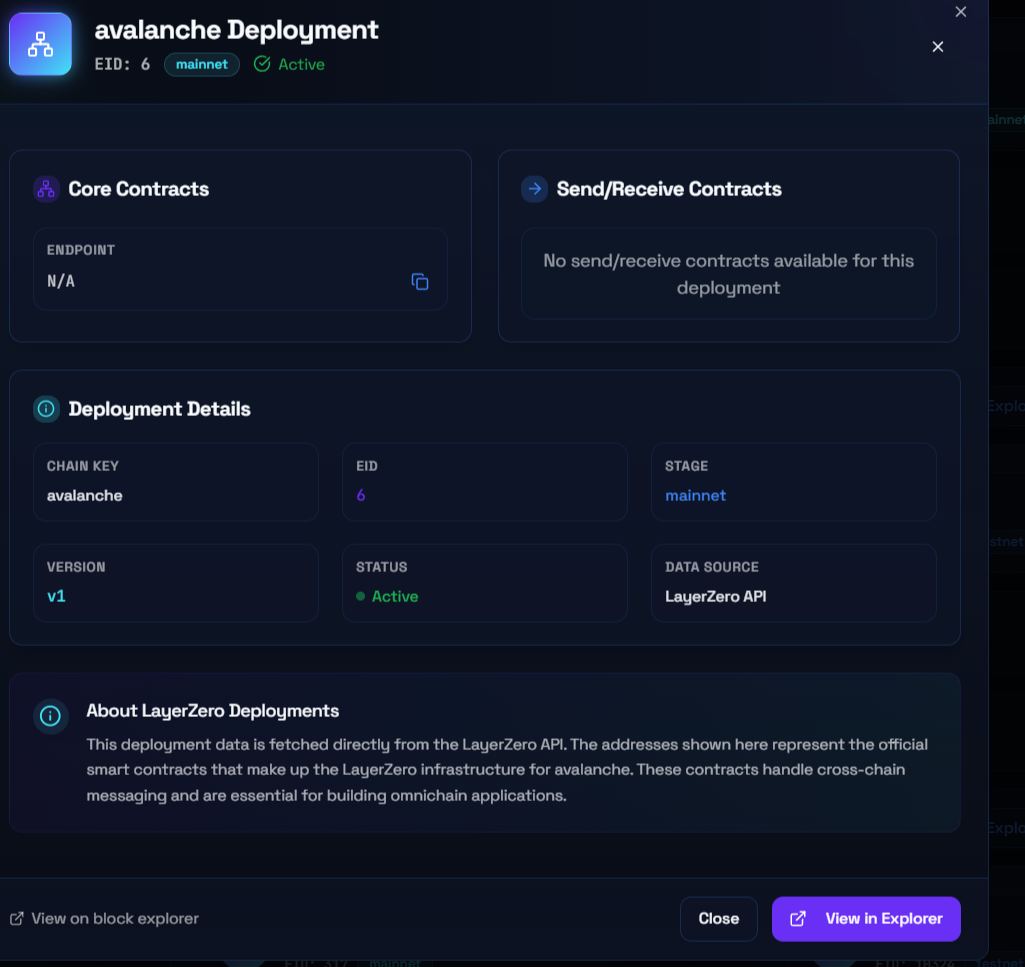 avalanche Deployment
EID: 6
mainnet
Active
Core Contracts
ENDPOINT
N/A
Send/Receive Contracts
No send/receive contracts available for this
deployment
Deployment Details
CHAIN KEY
avalanche
EID
6
STAGE
mainnet
VERSION
v1
STATUS
Active
DATA SOURCE
LayerZero API
About LayerZero Deployments
This deployment data is fetched directly from the LayerZero API. The addresses shown here represent the official
smart contracts that make up the LayerZero infrastructure for avalanche. These contracts handle cross-chain
messaging and are essential for building omnichain applications.
View on block explorer
Close
View in Explorer
mainnet
testnet